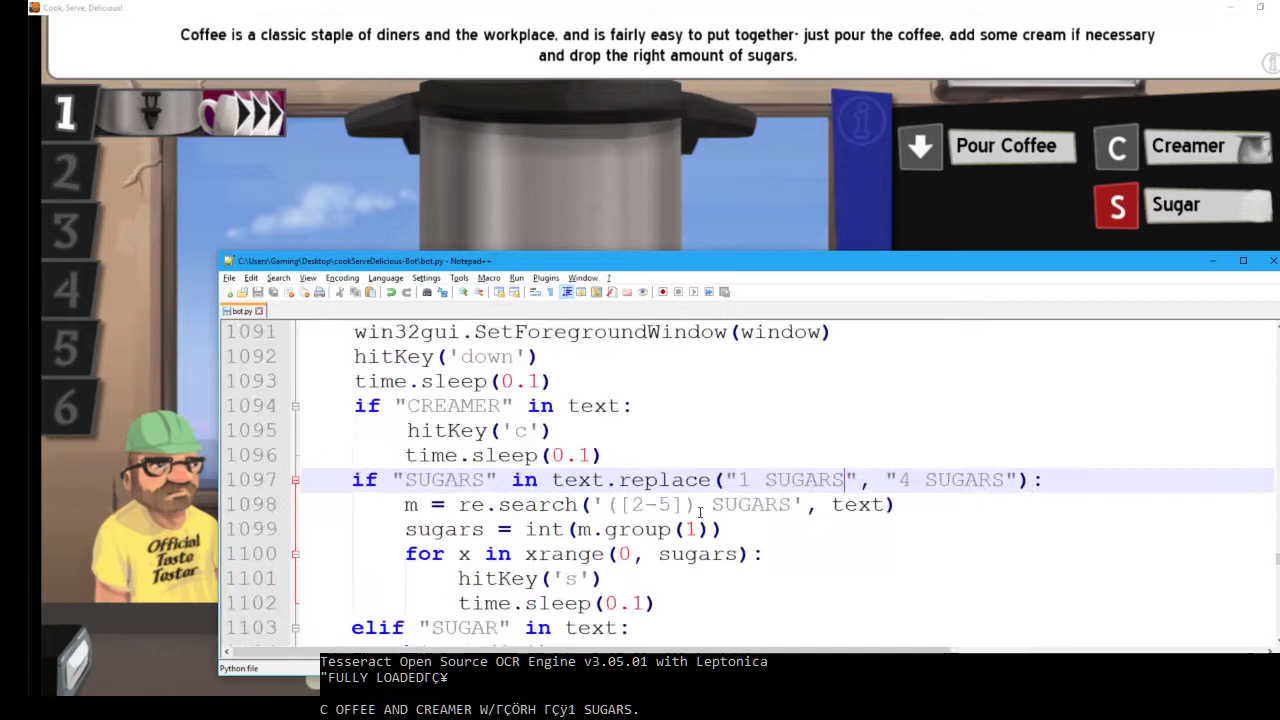 Cook, Serve, Delicious!
Coffee is a classic staple of diners and the workplace, and is fairly easy to put together- just pour the coffee, add some cream if necessary
and drop the right amount of sugars.
1
2
3
4
5
6
Pour Coffee
C
Creamer
S
Sugar
Official
Taste
Tester
C:\Users\Gaming\Desktop\cookServeDelicious-Bot\bot.py - Notepad++
File Edit Search View Encoding Language Settings Tools Macro Run Plugins Window ?
bot.py
1091 win32gui.SetForegroundWindow(window)
1092 hitKey('down')
1093 time.sleep(0.1)
1094 if "CREAMER" in text:
1095 hitKey('c')
1096 time.sleep(0.1)
1097 if "SUGARS" in text.replace("1 SUGARS", "4 SUGARS"):
1098 m = re.search('([2-5]) SUGARS', text)
1099 sugars = int(m.group(1))
1100 for x in xrange(0, sugars):
1101 hitKey('s')
1102 time.sleep(0.1)
1103 elif "SUGAR" in text:
Python file
Tesseract Open Source OCR Engine v3.05.01 with Leptonica
"FULLY LOADEDΓÇ¥
C OFFEE AND CREAMER W/ΓÇÖRH ΓÇÿ1 SUGARS.